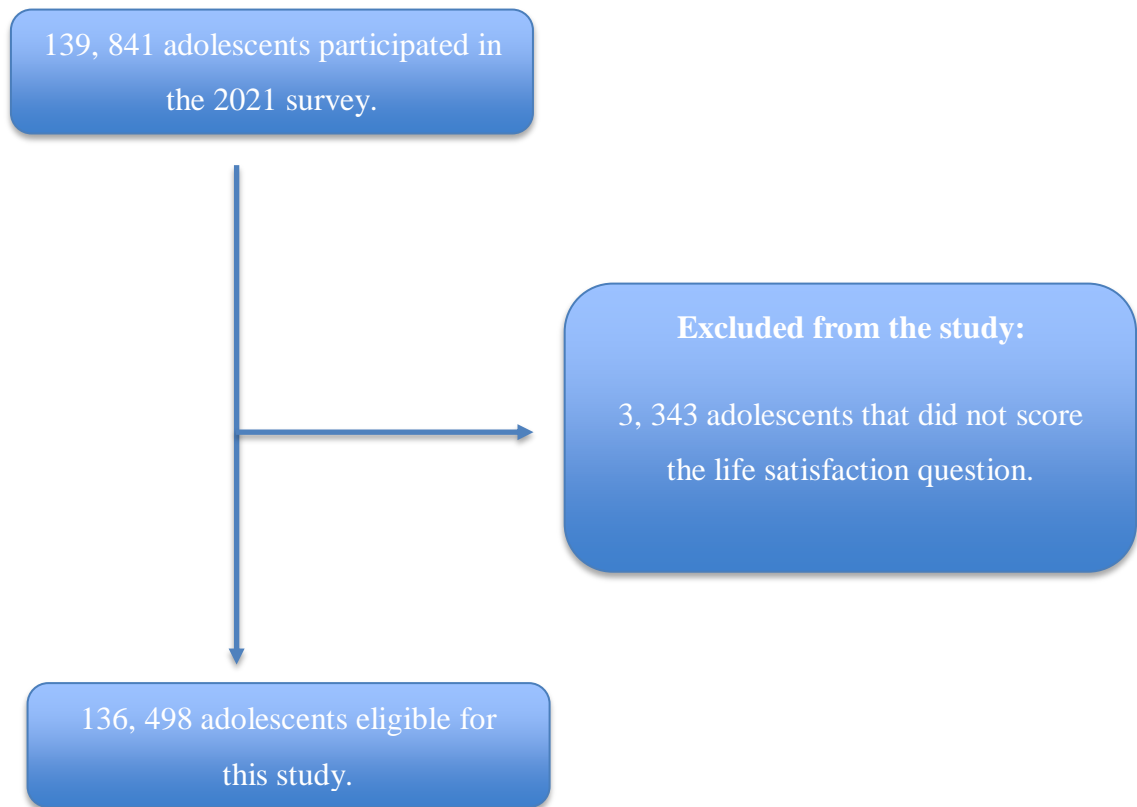 139, 841 adolescents participated in
the 2021 survey.
Excluded from the study:
3, 343 adolescents that did not score
the life satisfaction question.
136, 498 adolescents eligible for
this study.